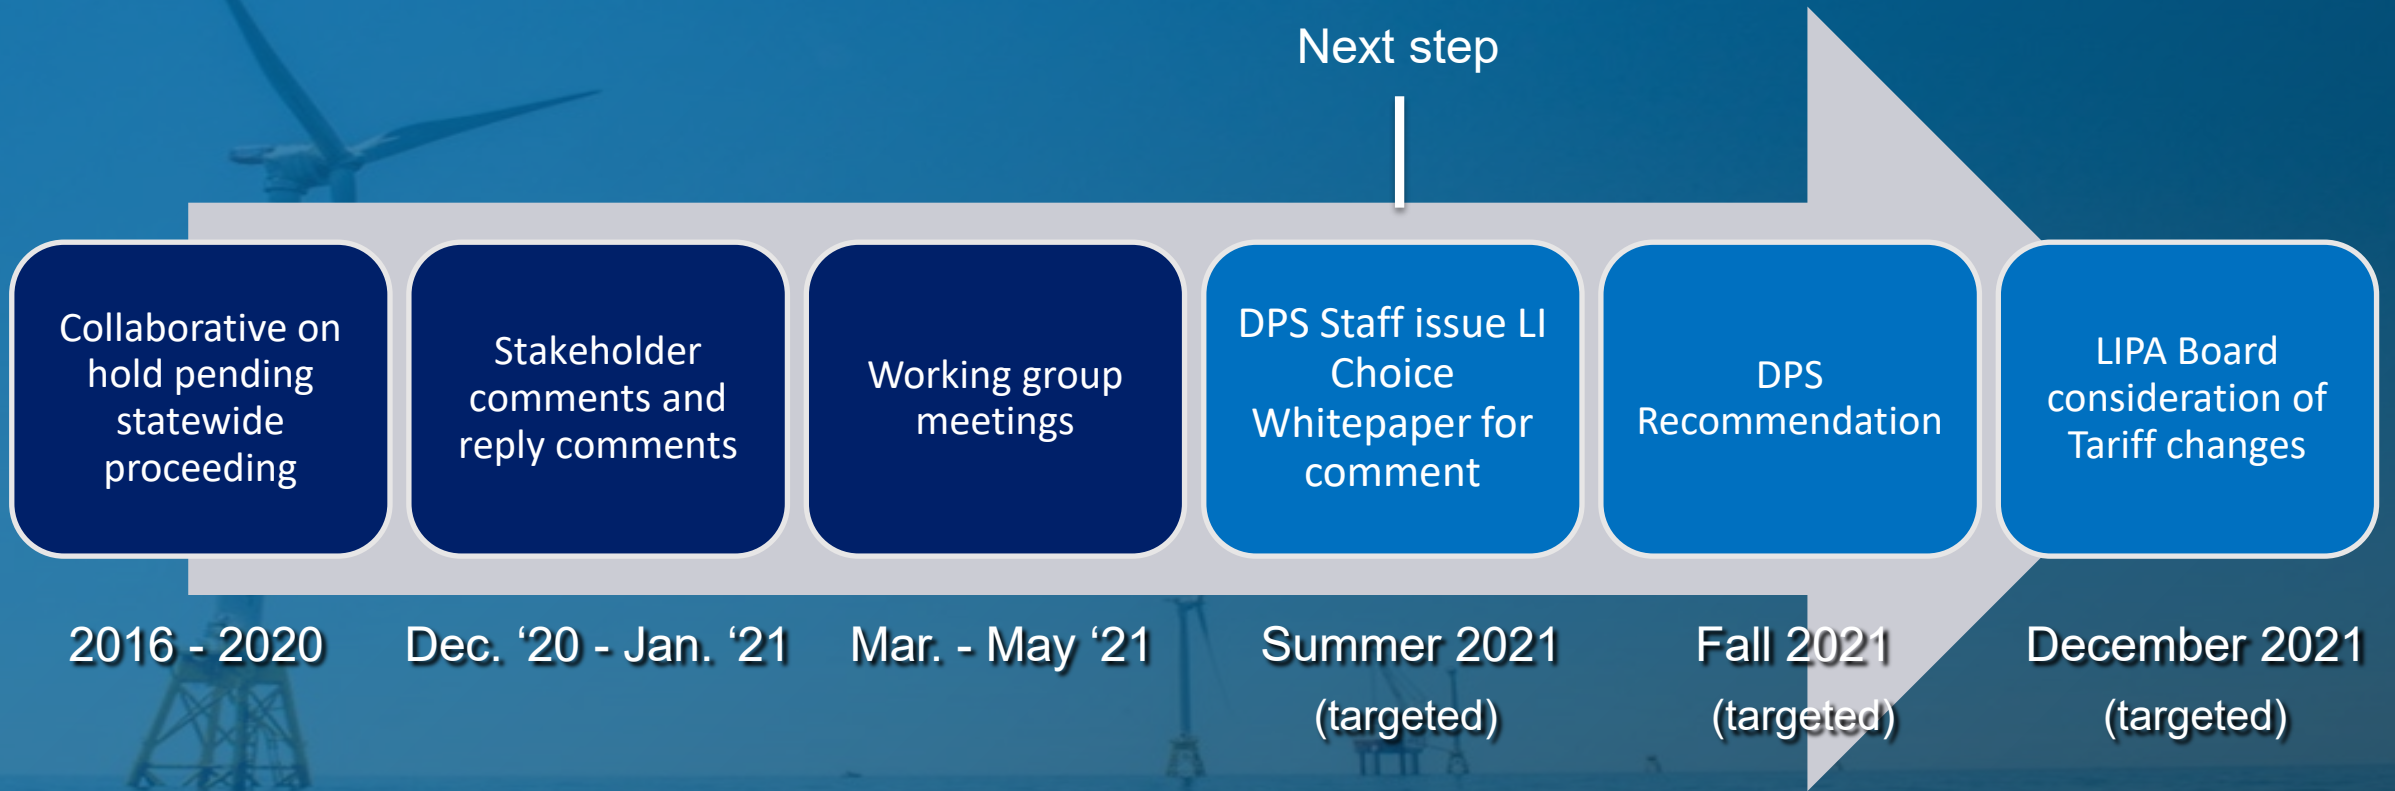 Next step
Collaborative on
hold pending
statewide
proceeding
Stakeholder
comments and
reply comments
Working group
meetings
DPS Staff issue LI
Choice
Whitepaper for
comment
DPS
Recommendation
LIPA Board
consideration of
Tariff changes
2016 - 2020
Dec. ‘20 - Jan. ‘21
Mar. - May ‘21
Summer 2021
(targeted)
Fall 2021
(targeted)
December 2021
(targeted)